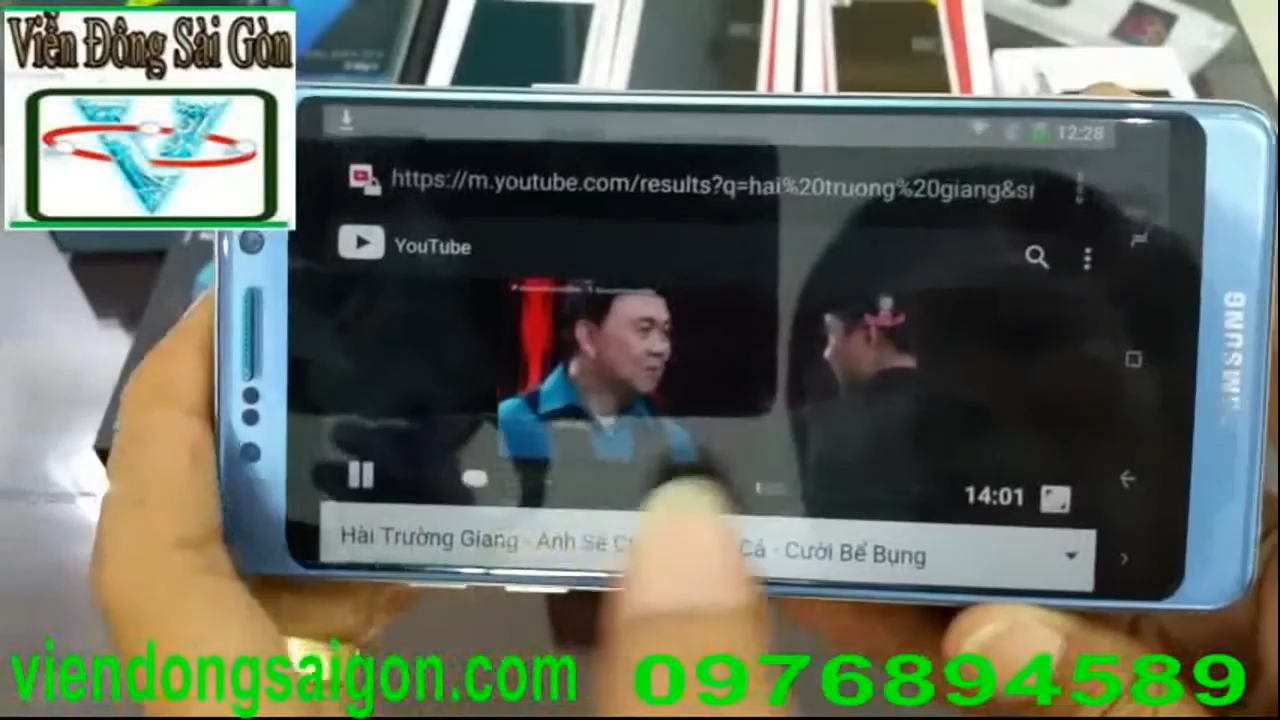 Viễn Đông Sài Gòn
12:28
https://m.youtube.com/results?q=hai%20truong%20giang&sr
YouTube
SAMSUNG
14:01
Hài Trường Giang - Anh Sẽ Cá - Cười Bể Bụng
viendongsaigon.com 0976894589